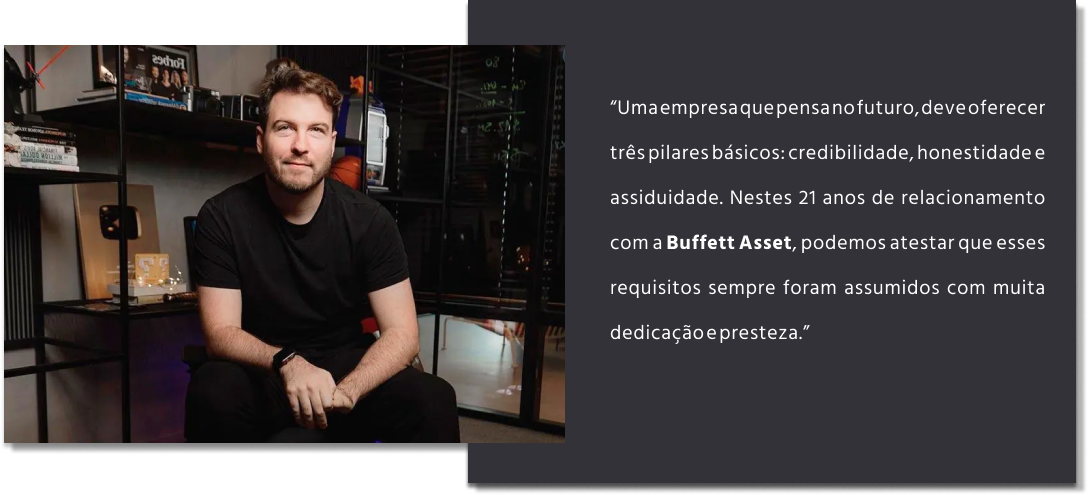 Forbes
“Uma empresa que pensa no futuro, deve oferecer
três pilares básicos: credibilidade, honestidade e
assiduidade. Nestes 21 anos de relacionamento
com a Buffett Asset, podemos atestar que esses
requisitos sempre foram assumidos com muita
dedicação e presteza.”